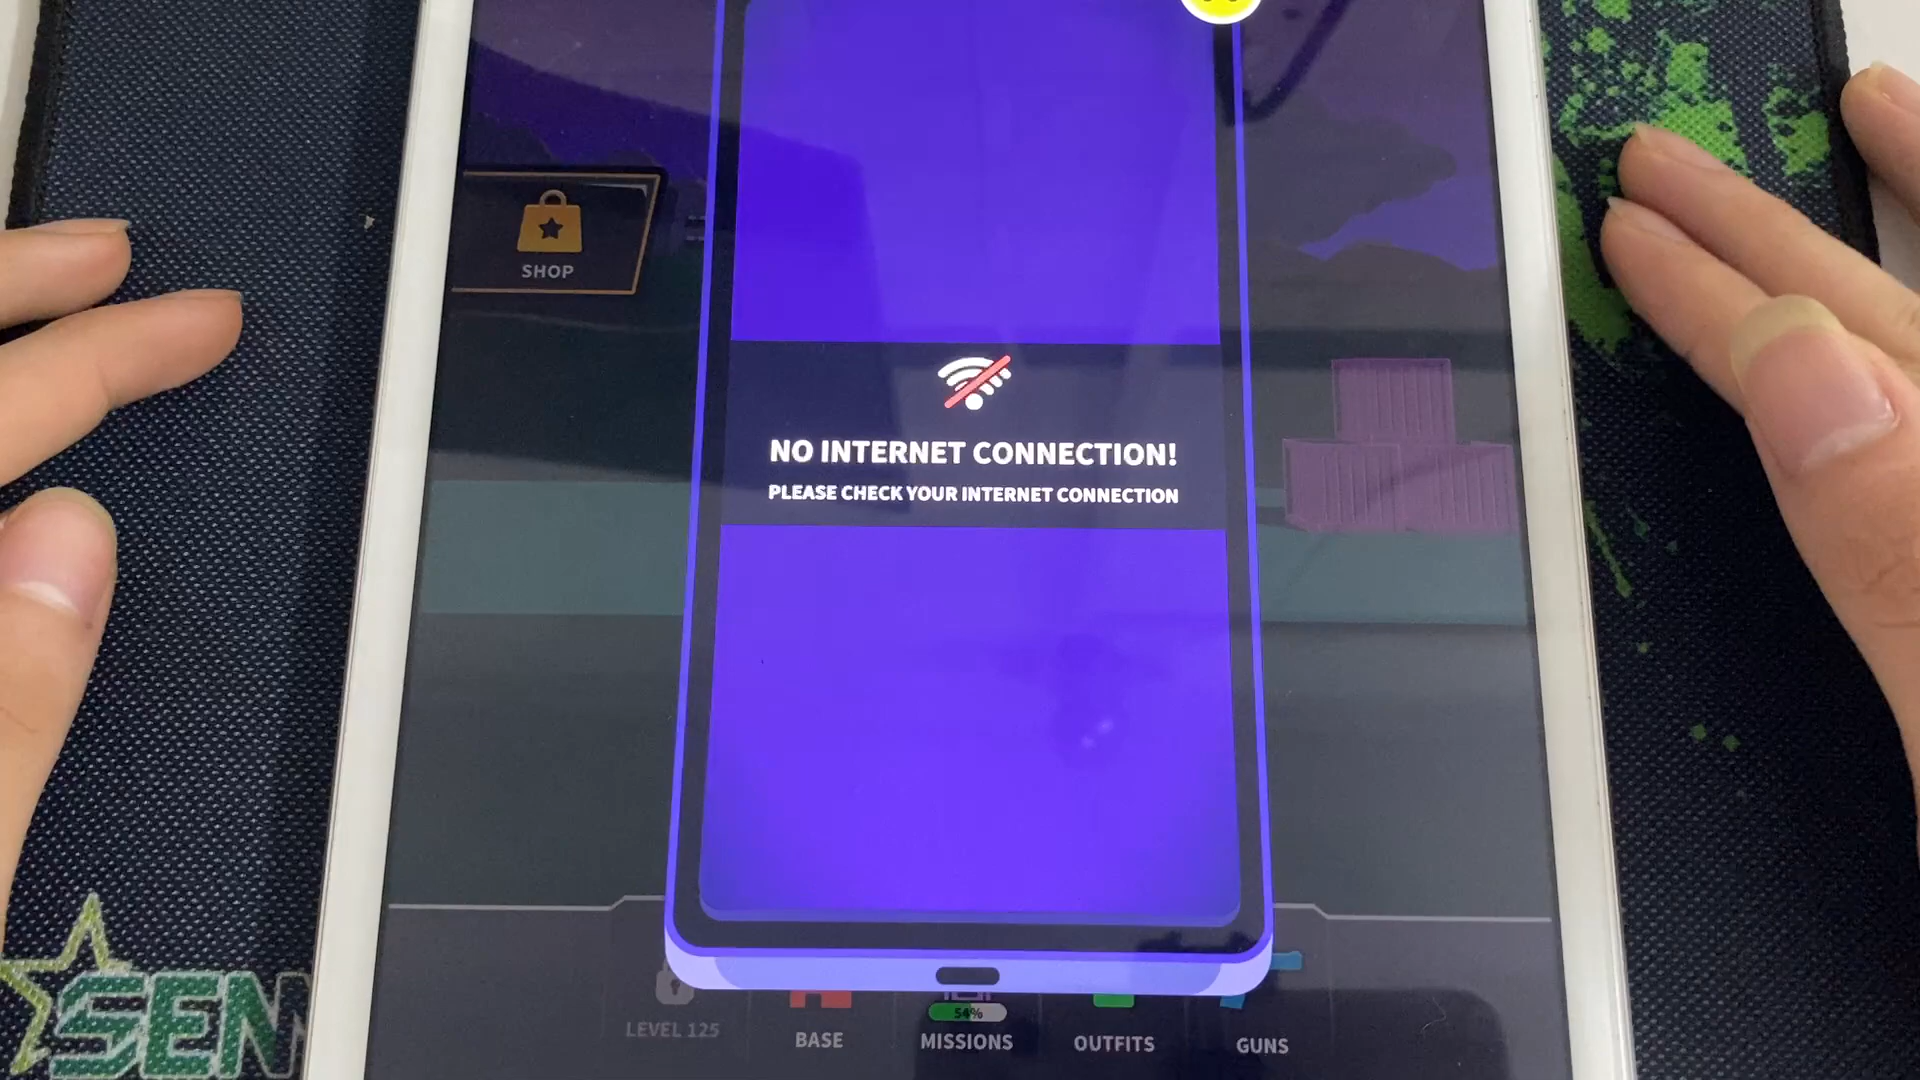 SHOP
NO INTERNET CONNECTION!
PLEASE CHECK YOUR INTERNET CONNECTION
54%
LEVEL 125
BASE
MISSIONS
OUTFITS
GUNS
SEN